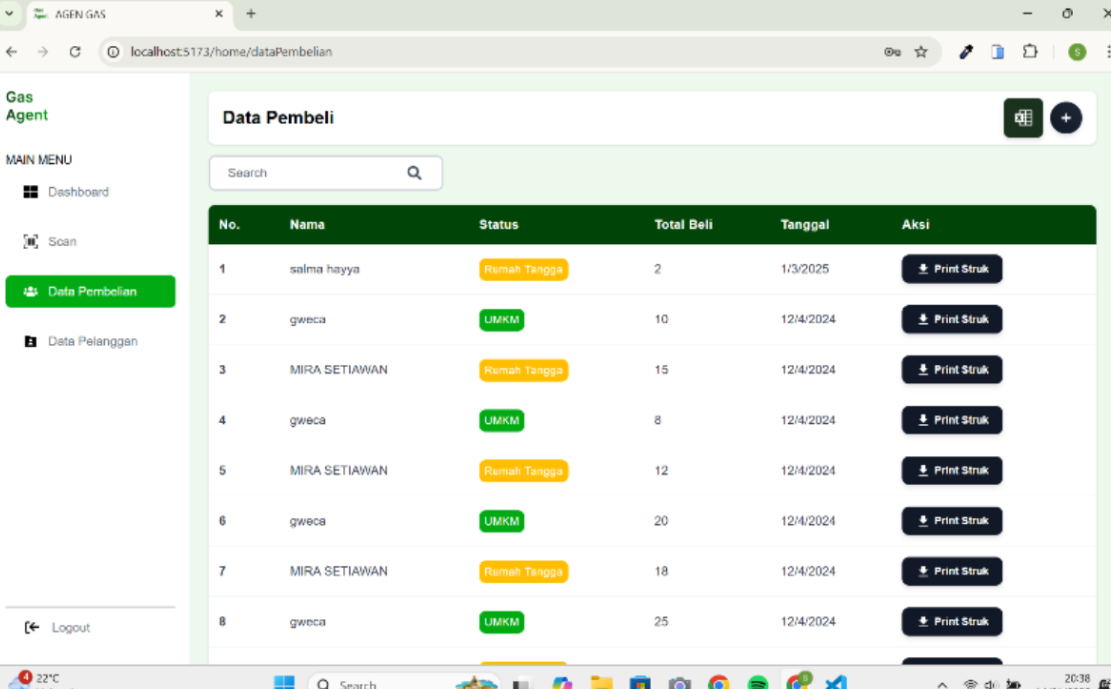 AGEN GAS
localhost:5173/home/dataPembelian
S
Gas
Agent
Data Pembeli
MAIN MENU
Search
Dashboard
No. Nama Status Total Beli Tanggal Aksi
Scan
1 salma hayya Rumah Tangga 2 1/3/2025 Print Struk
Data Pembelian
2 gweca UMKM 10 12/4/2024 Print Struk
Data Pelanggan
3 MIRA SETIAWAN Rumah Tangga 15 12/4/2024 Print Struk
4 gweca UMKM 8 12/4/2024 Print Struk
5 MIRA SETIAWAN Rumah Tangga 12 12/4/2024 Print Struk
6 gweca UMKM 20 12/4/2024 Print Struk
7 MIRA SETIAWAN Rumah Tangga 18 12/4/2024 Print Struk
8 gweca UMKM 25 12/4/2024 Print Struk
Logout
4 22°C
Search
20:38